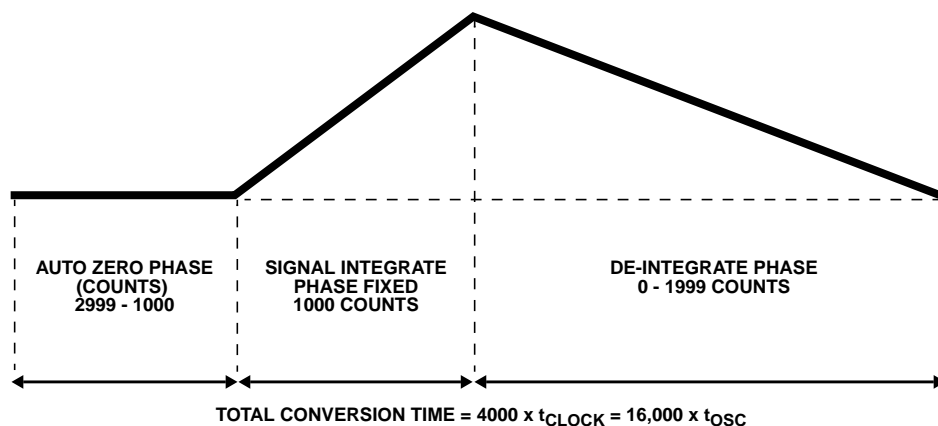 AUTO ZERO PHASE
(COUNTS)
2999 - 1000
SIGNAL INTEGRATE
PHASE FIXED
1000 COUNTS
DE-INTEGRATE PHASE
0 - 1999 COUNTS
TOTAL CONVERSION TIME = 4000 x tCLOCK = 16,000 x tOSC